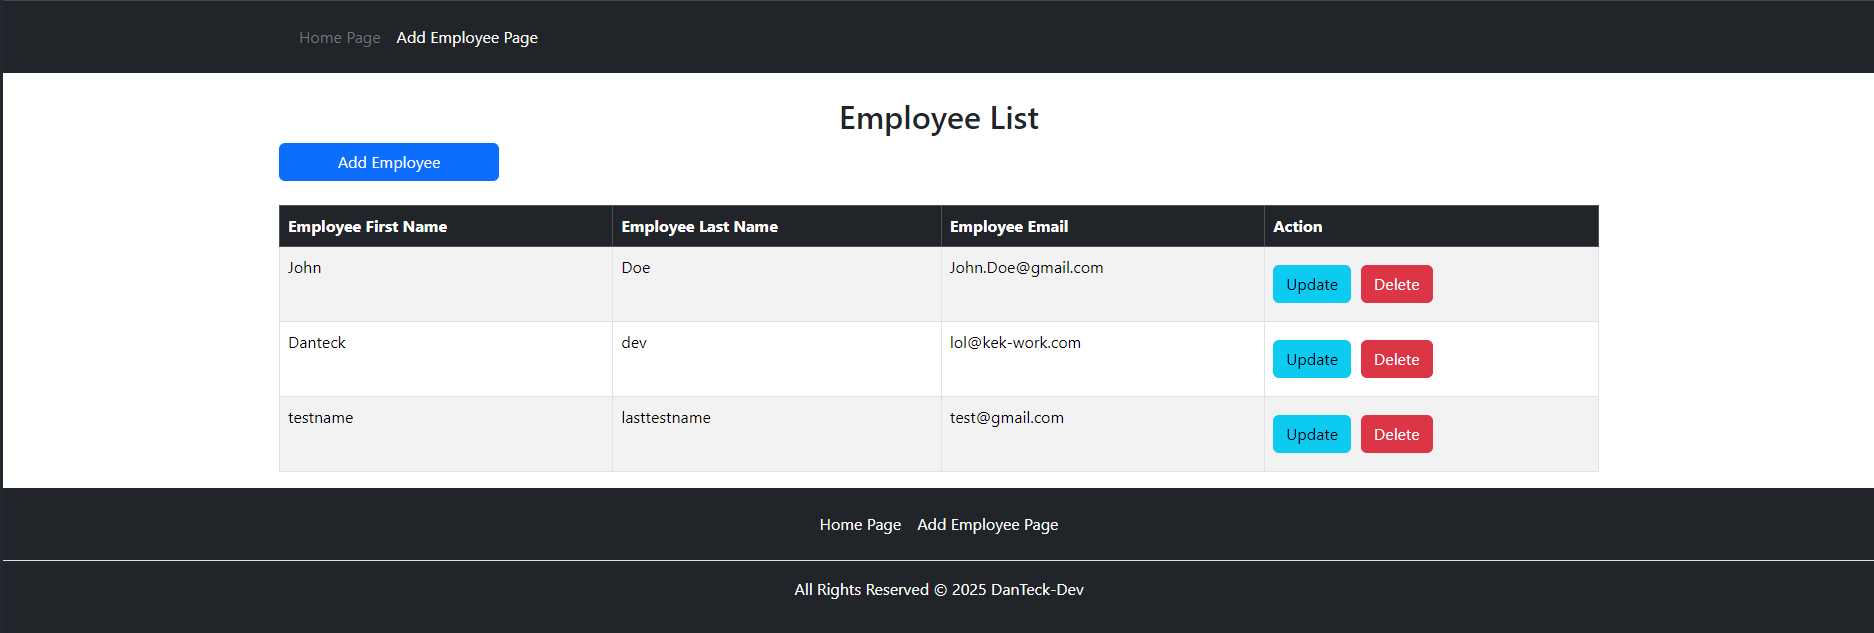 Home Page Add Employee Page
Employee List
Add Employee
Employee First Name Employee Last Name Employee Email Action
John Doe John.Doe@gmail.com Update Delete
Danteck dev lol@kek-work.com Update Delete
testname lasttestname test@gmail.com Update Delete
Home Page Add Employee Page
All Rights Reserved © 2025 DanTeck-Dev